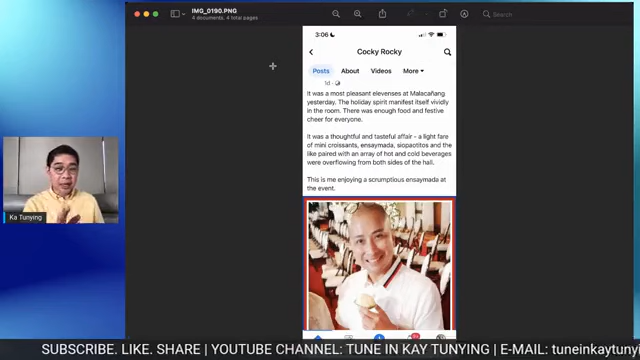 IMG_0190.PNG
4 documents, 4 total pages
Search
3:06
Cocky Rocky
Posts
About
Videos
More
1d
It was a most pleasant elevenses at Malacañang
yesterday. The holiday spirit manifest itself vividly
in the room. There was enough food and festive
cheer for everyone.
It was a thoughtful and tasteful affair - a light fare
of mini croissants, ensaymada, siopaotitos and the
like paired with an array of hot and cold beverages
were overflowing from both sides of the hall.
This is me enjoying a scrumptious ensaymada at
the event.
Ka Tunying
SUBSCRIBE. LIKE. SHARE | YOUTUBE CHANNEL: TUNE IN KAY TUNYING | E-MAIL: tuneinkaytunyi